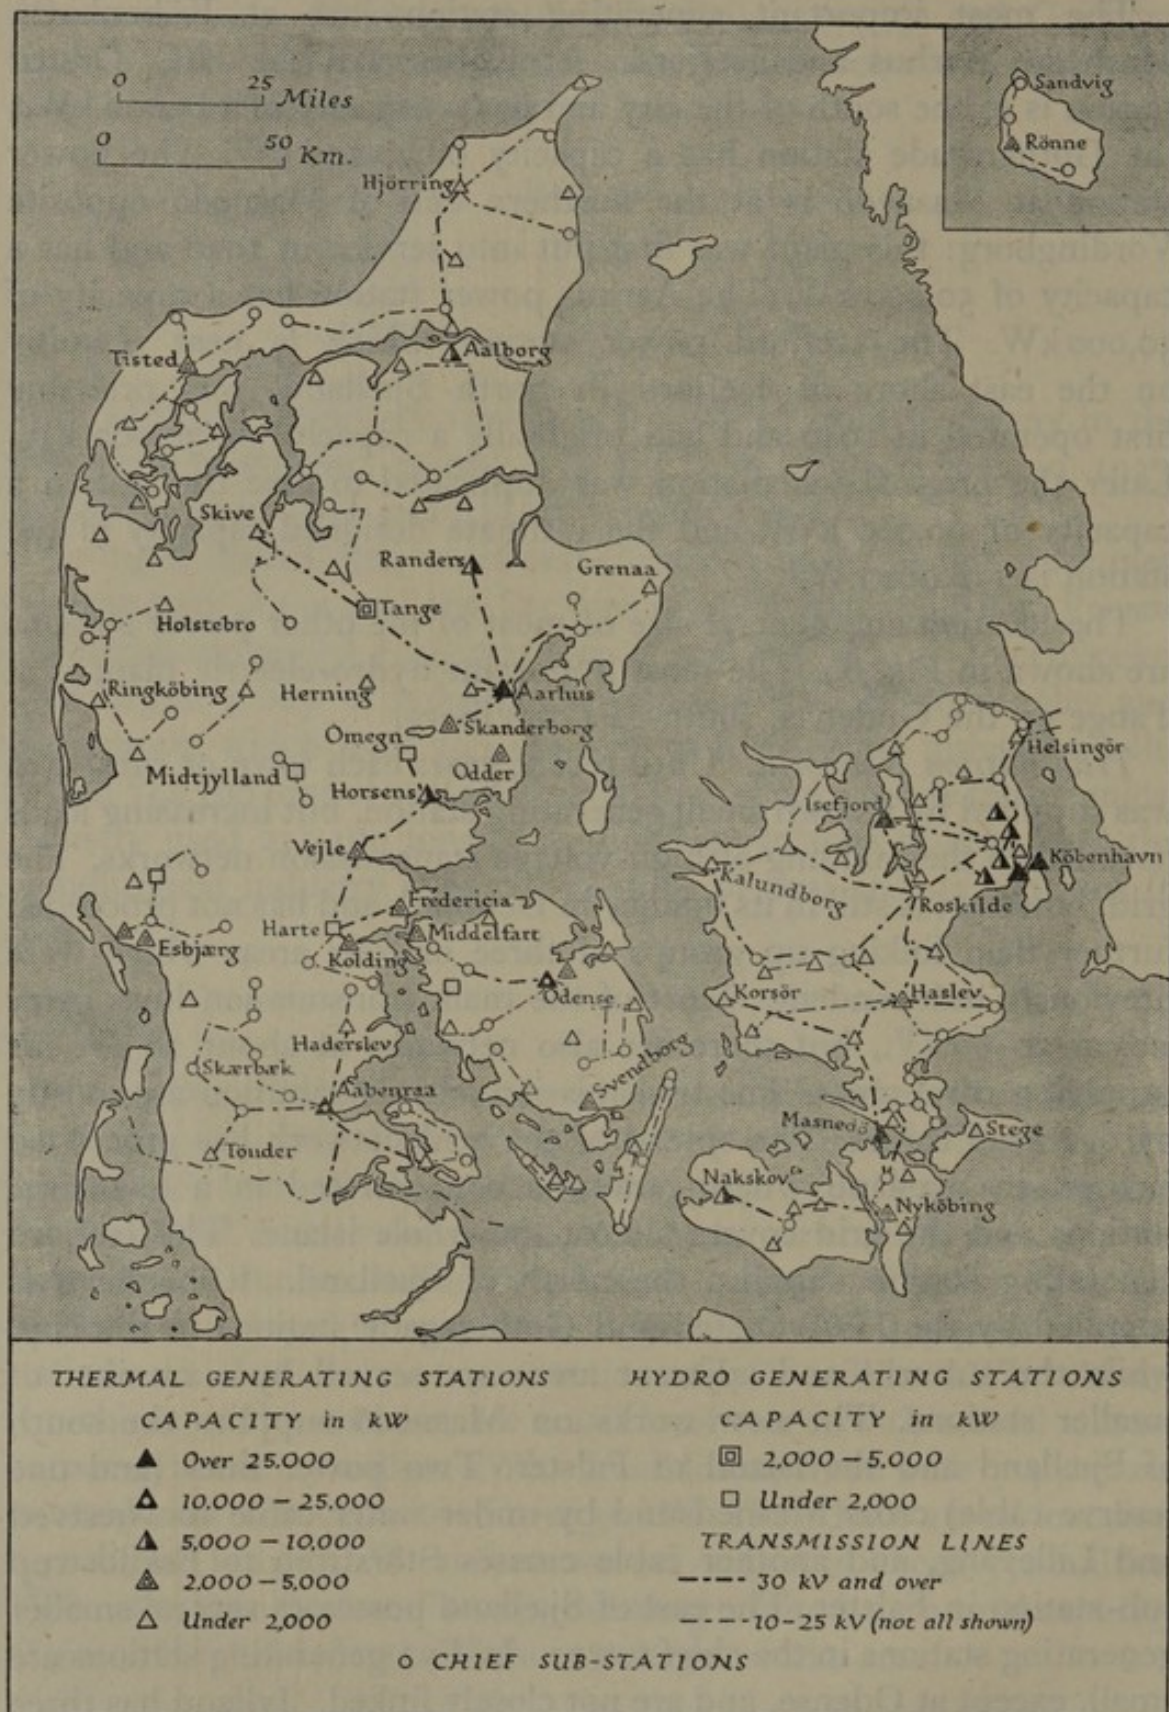 0 25 Miles
0 50 Km.
Sandvig
Rönne
Hjörring
Tisted
Aalborg
Skive
Randers
Grenaa
Tange
Holstebro
Ringköbing
Herning
Aarhus
Skanderborg
Omegn
Odder
Midtjylland
Horsens
Helsingör
Isefjord
Vejle
Köbenhavn
Kalundborg
Roskilde
Fredericia
Harte
Middelfart
Esbjærg
Kolding
Odense
Korsör
Haslev
Haderslev
Skærbæk
Svendborg
Aabenraa
Masnedö
Stege
Tönder
Nakskov
Nyköbing
THERMAL GENERATING STATIONS
CAPACITY in kW
Over 25.000
10.000 – 25.000
5,000 – 10,000
2,000 – 5,000
Under 2,000
HYDRO GENERATING STATIONS
CAPACITY in kW
2,000 – 5,000
Under 2,000
TRANSMISSION LINES
30 kV and over
10–25 kV (not all shown)
CHIEF SUB-STATIONS